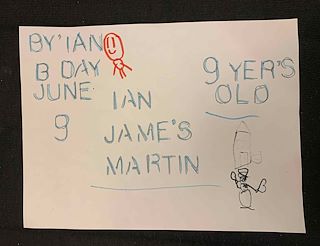 BY'IAN
B DAY
JUNE
9
IAN
JAME'S
MARTIN
9 YER'S
OLD